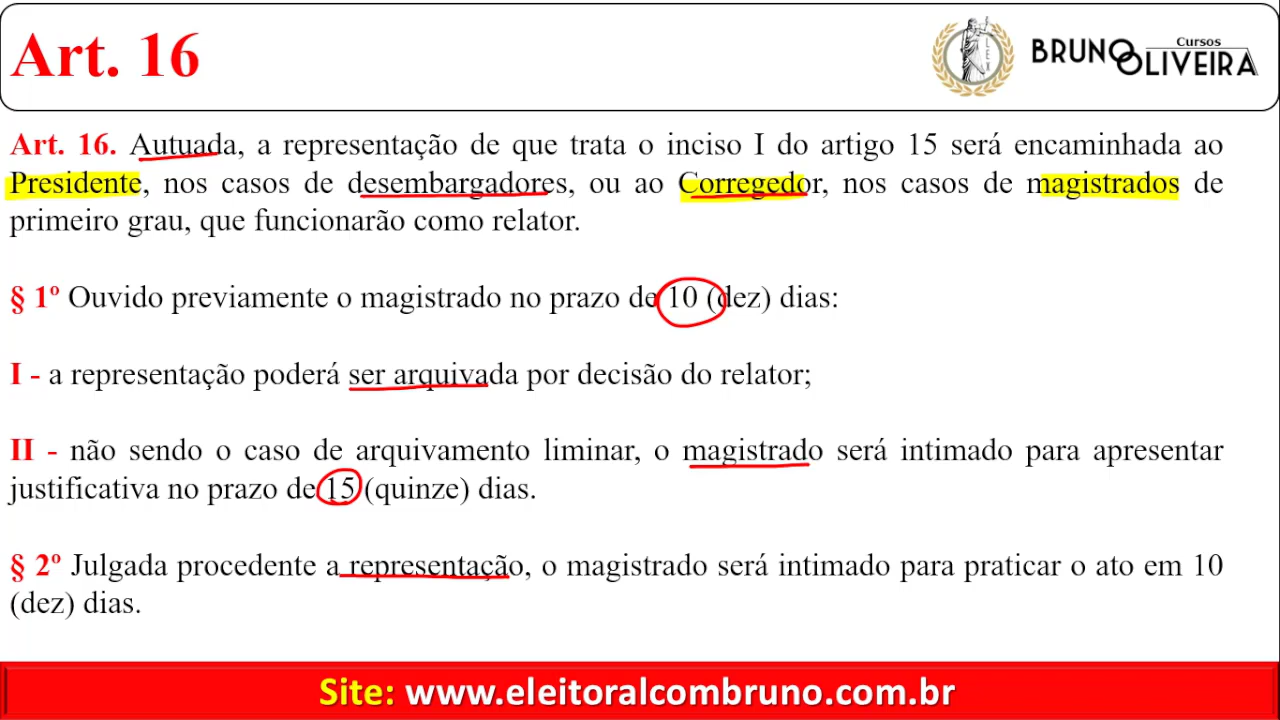 Art. 16
Cursos
BRUNO
OLIVEIRA
LEX
Art. 16. Autuada, a representação de que trata o inciso I do artigo 15 será encaminhada ao
Presidente, nos casos de desembargadores, ou ao Corregedor, nos casos de magistrados de
primeiro grau, que funcionarão como relator.
§ 1º Ouvido previamente o magistrado no prazo de 10 (dez) dias:
I - a representação poderá ser arquivada por decisão do relator;
II - não sendo o caso de arquivamento liminar, o magistrado será intimado para apresentar
justificativa no prazo de 15 (quinze) dias.
§ 2º Julgada procedente a representação, o magistrado será intimado para praticar o ato em 10
(dez) dias.
Site: www.eleitoralcombruno.com.br